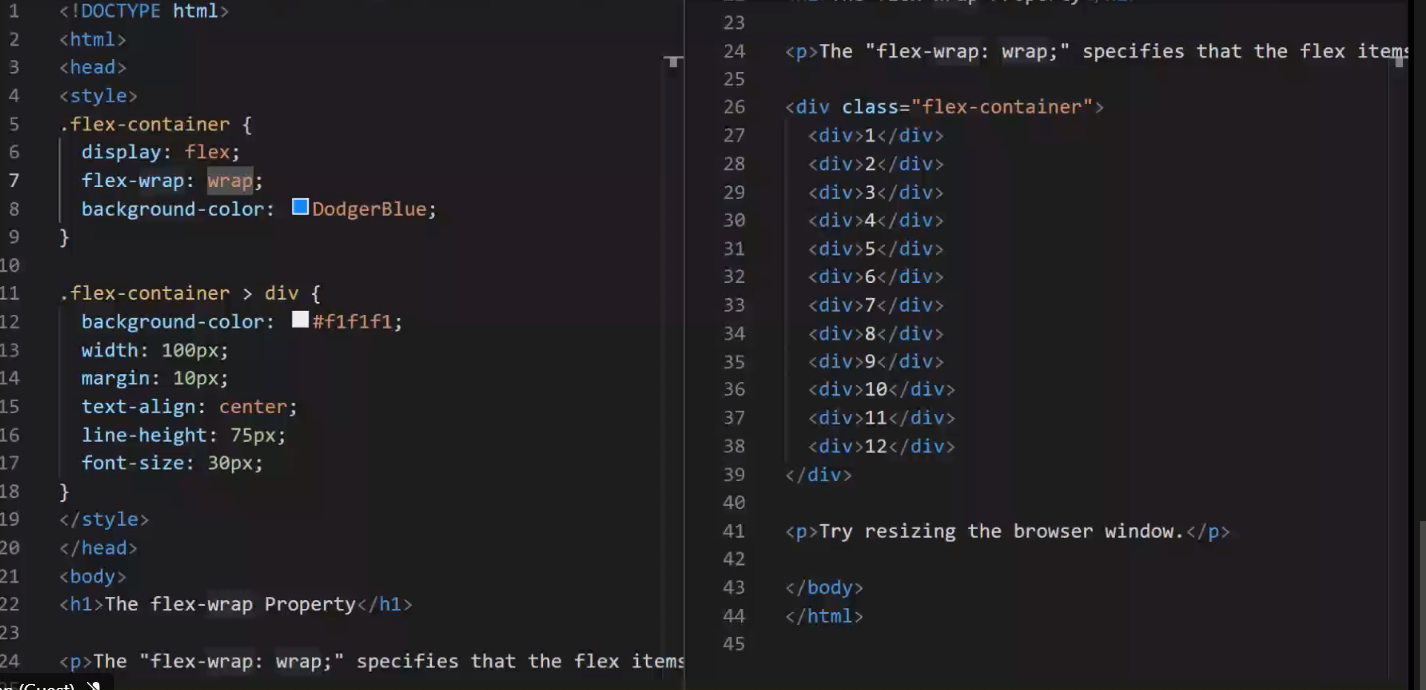 1 <!DOCTYPE html>
2 <html>
3 <head>
4 <style>
5 .flex-container {
6 display: flex;
7 flex-wrap: wrap;
8 background-color: DodgerBlue;
9 }
10
11 .flex-container > div {
12 background-color: #f1f1f1;
13 width: 100px;
14 margin: 10px;
15 text-align: center;
16 line-height: 75px;
17 font-size: 30px;
18 }
19 </style>
20 </head>
21 <body>
22 <h1>The flex-wrap Property</h1>
23
24 <p>The "flex-wrap: wrap;" specifies that the flex items
(Guest)
23
24 <p>The "flex-wrap: wrap;" specifies that the flex items
25
26 <div class="flex-container">
27 <div>1</div>
28 <div>2</div>
29 <div>3</div>
30 <div>4</div>
31 <div>5</div>
32 <div>6</div>
33 <div>7</div>
34 <div>8</div>
35 <div>9</div>
36 <div>10</div>
37 <div>11</div>
38 <div>12</div>
39 </div>
40
41 <p>Try resizing the browser window.</p>
42
43 </body>
44 </html>
45